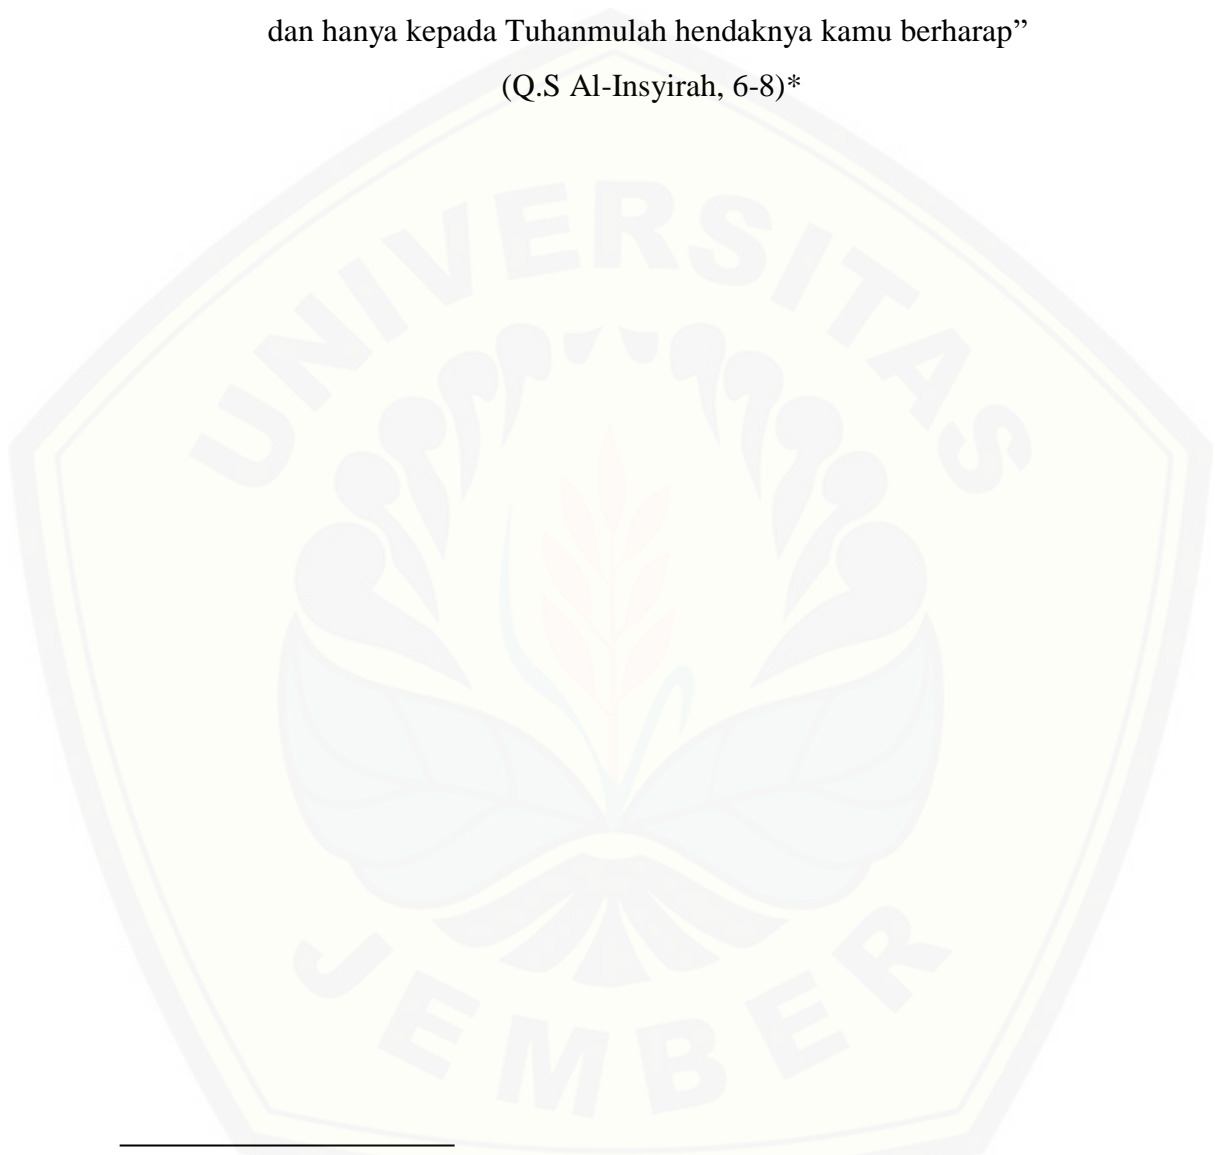 dan hanya kepada Tuhanmulah hendaknya kamu berharap”
(Q.S Al-Insyirah, 6-8)*
UNIVERSITAS
JEMBER